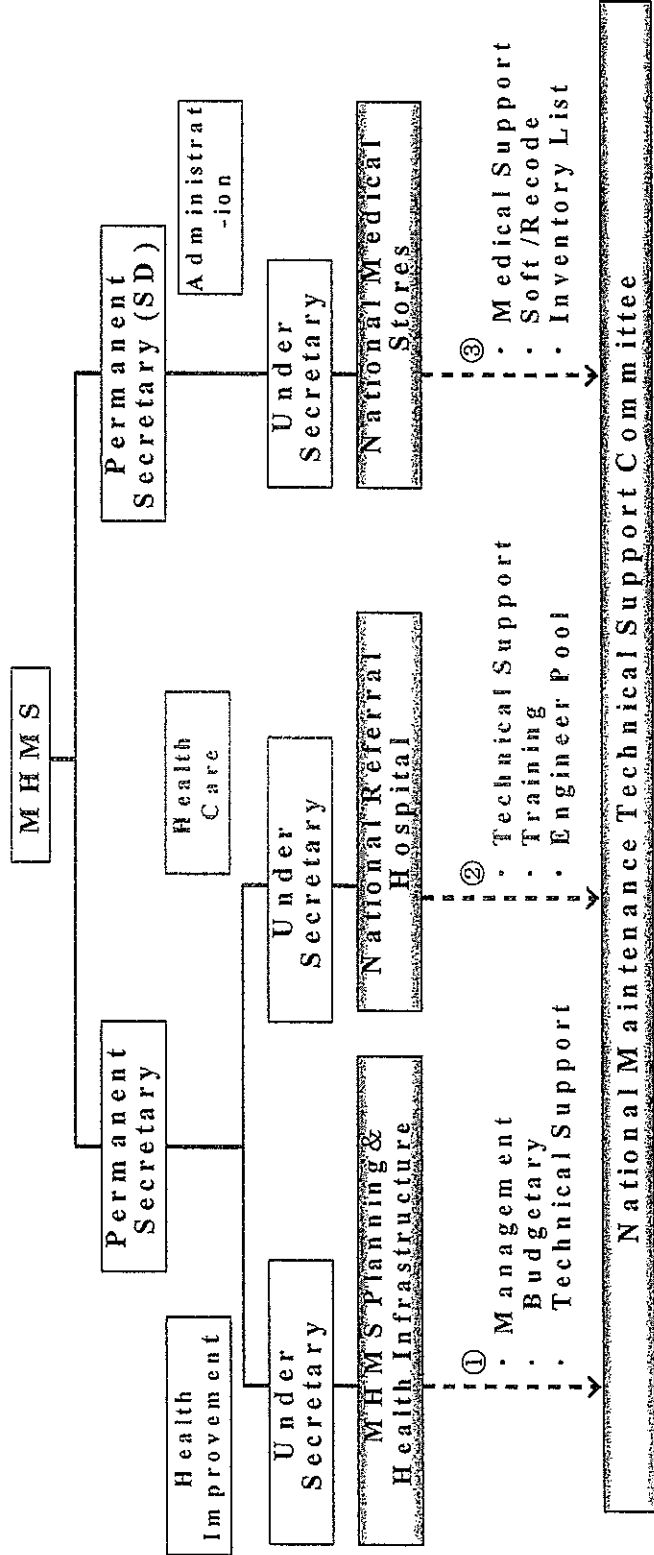 MHMS
Permanent
Secretary
Permanent
Secretary (SD)
Health
Improvement
Health
Care
Administrat
-ion
Under
Secretary
Under
Secretary
Under
Secretary
MHMS Planning &
Health Infrastructure
National Referral
Hospital
National Medical
Stores
①
· Management
Budgetary
· Technical Support
②
· Technical Support
· Training
· Engineer Pool
③
· Medical Support
· Soft /Recode
· Inventory List
National Maintenance Technical Support Committee